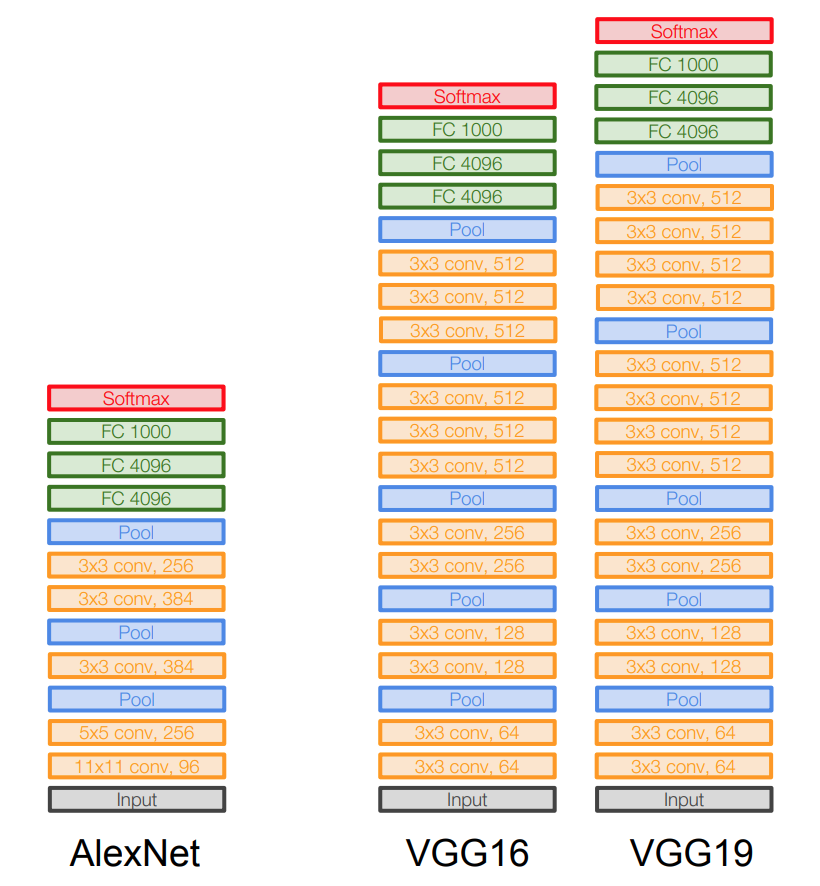 Softmax
FC 1000
FC 4096
FC 4096
Pool
3x3 conv, 256
3x3 conv, 384
Pool
3x3 conv, 384
Pool
5x5 conv, 256
11x11 conv, 96
Input
AlexNet
Softmax
FC 1000
FC 4096
FC 4096
Pool
3x3 conv, 512
3x3 conv, 512
3x3 conv, 512
Pool
3x3 conv, 512
3x3 conv, 512
3x3 conv, 512
Pool
3x3 conv, 256
3x3 conv, 256
Pool
3x3 conv, 128
3x3 conv, 128
Pool
3x3 conv, 64
3x3 conv, 64
Input
VGG16
Softmax
FC 1000
FC 4096
FC 4096
Pool
3x3 conv, 512
3x3 conv, 512
3x3 conv, 512
3x3 conv, 512
Pool
3x3 conv, 512
3x3 conv, 512
3x3 conv, 512
3x3 conv, 512
Pool
3x3 conv, 256
3x3 conv, 256
Pool
3x3 conv, 128
3x3 conv, 128
Pool
3x3 conv, 64
3x3 conv, 64
Input
VGG19